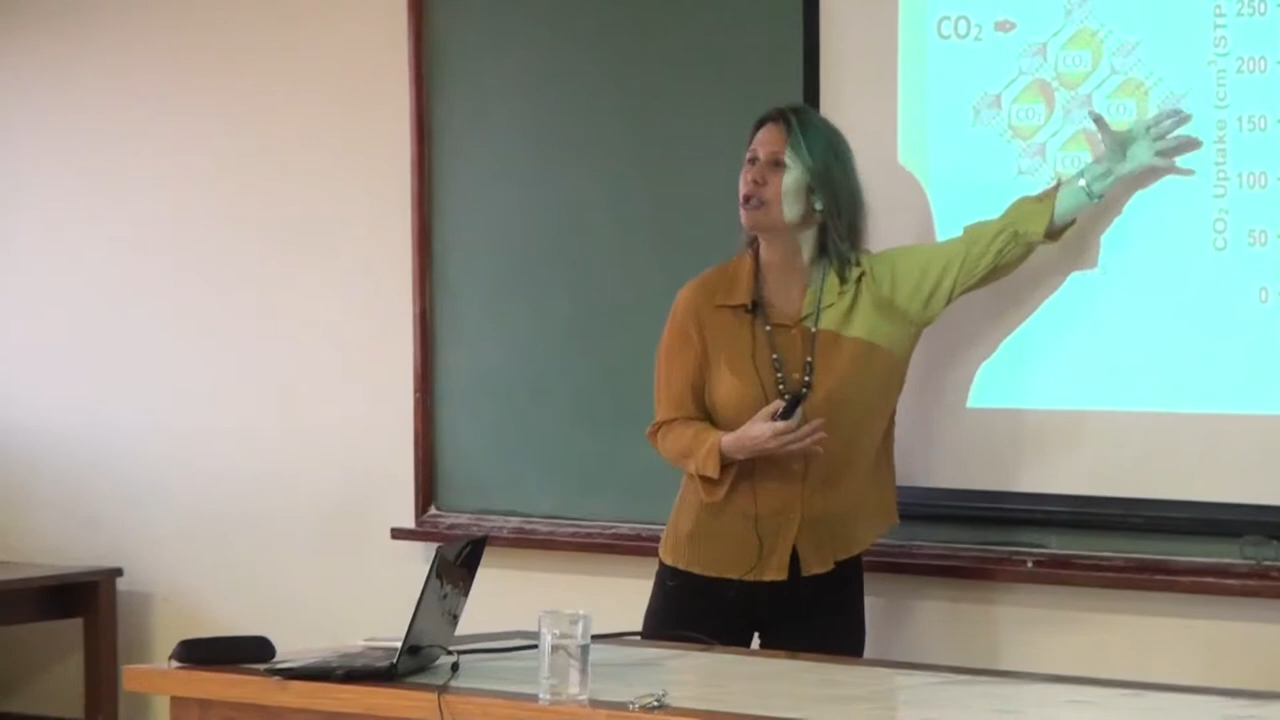 CO₂
CO₂
CO₂
CO₂
CO₂
CO₂ Uptake (cm³ (STP)
250
200
150
100
50
0